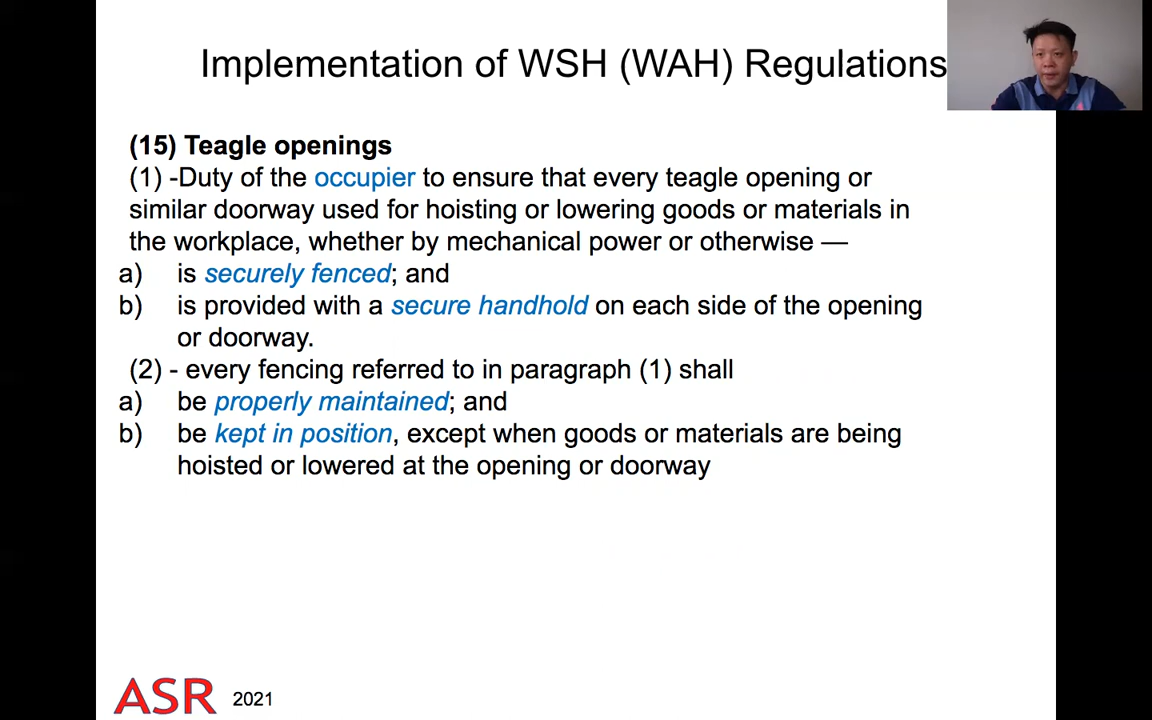 Implementation of WSH (WAH) Regulations
(15) Teagle openings
(1) -Duty of the occupier to ensure that every teagle opening or
similar doorway used for hoisting or lowering goods or materials in
the workplace, whether by mechanical power or otherwise —
a) is securely fenced; and
b) is provided with a secure handhold on each side of the opening
or doorway.
(2) - every fencing referred to in paragraph (1) shall
a) be properly maintained; and
b) be kept in position, except when goods or materials are being
hoisted or lowered at the opening or doorway
ASR 2021